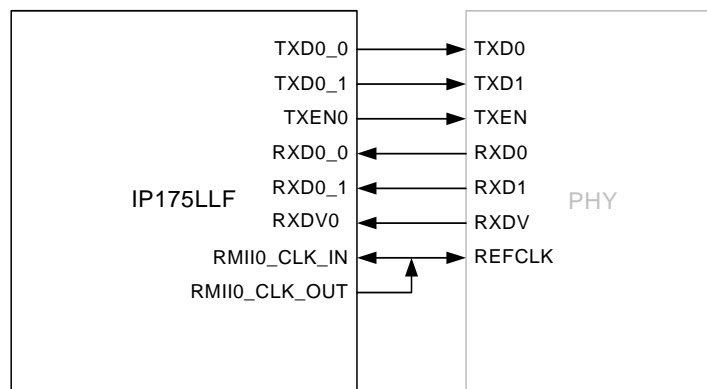 TXD0_0 TXD0
TXD0_1 TXD1
TXEN0 TXEN
RXD0_0 RXD0
RXD0_1 RXD1
IP175LLF PHY
RXDV0 RXDV
RMII0_CLK_IN REFCLK
RMII0_CLK_OUT